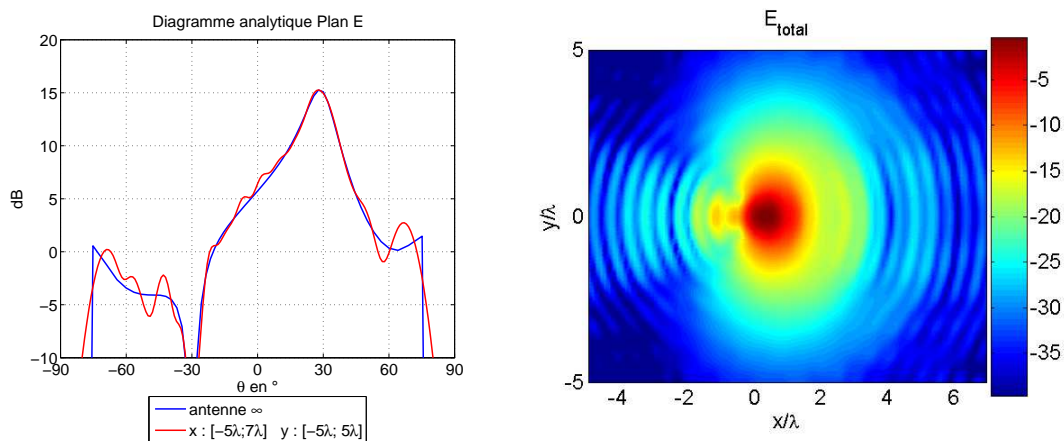 Diagramme analytique Plan E
20
15
10
5
0
−5
−10
dB
−90 −60 −30 0 30 60 90
θ en °
antenne ∞
x : [−5λ;7λ] y : [−5λ; 5λ]
E_total
5
0
-5
y/λ
-4 -2 0 2 4 6
x/λ
-5
-10
-15
-20
-25
-30
-35